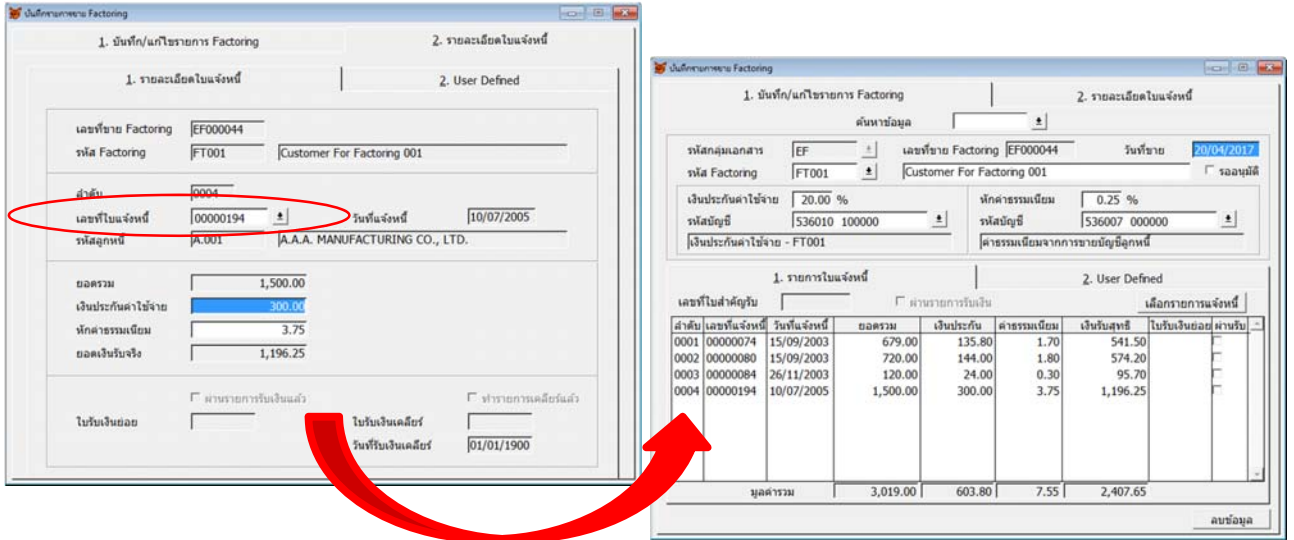 บันทึกรายการขาย Factoring
1. บันทึก/แก้ไขรายการ Factoring
2. รายละเอียดใบแจ้งหนี้
1. รายละเอียดใบแจ้งหนี้
2. User Defined
เลขที่ขาย Factoring EF000044
รหัส Factoring FT001 Customer For Factoring 001
ลำดับ 0004
เลขที่ใบแจ้งหนี้ 00000194 วันที่แจ้งหนี้ 10/07/2005
รหัสลูกหนี้ A.001 A.A.A. MANUFACTURING CO., LTD.
ยอดรวม 1,500.00
เงินประกันค่าใช้จ่าย 300.00
หักค่าธรรมเนียม 3.75
ยอดเงินรับจริง 1,196.25
ผ่านรายการรับเงินแล้ว ทำรายการเคลียร์แล้ว
ใบรับเงินย่อย ใบรับเงินเคลียร์
วันที่รับเงินเคลียร์ 01/01/1900
บันทึกรายการขาย Factoring
1. บันทึก/แก้ไขรายการ Factoring
2. รายละเอียดใบแจ้งหนี้
ค้นหาข้อมูล
รหัสกลุ่มเอกสาร EF เลขที่ขาย Factoring EF000044 วันที่ขาย 20/04/2017
รหัส Factoring FT001 Customer For Factoring 001 รออนุมัติ
เงินประกันค่าใช้จ่าย 20.00 % หักค่าธรรมเนียม 0.25 %
รหัสบัญชี 536010 100000 รหัสบัญชี 536007 000000
เงินประกันค่าใช้จ่าย - FT001 ค่าธรรมเนียมจากการขายบัญชีลูกหนี้
1. รายการใบแจ้งหนี้
2. User Defined
เลขที่ใบสำคัญรับ ผ่านรายการรับเงิน เลือกรายการแจ้งหนี้
ลำดับ เลขที่แจ้งหนี้ วันที่แจ้งหนี้ ยอดรวม เงินประกัน ค่าธรรมเนียม เงินรับสุทธิ ใบรับเงินย่อย ผ่านรับ
0001 00000074 15/09/2003 679.00 135.80 1.70 541.50
0002 00000080 15/09/2003 720.00 144.00 1.80 574.20
0003 00000084 26/11/2003 120.00 24.00 0.30 95.70
0004 00000194 10/07/2005 1,500.00 300.00 3.75 1,196.25
มูลค่ารวม 3,019.00 603.80 7.55 2,407.65
ลบข้อมูล